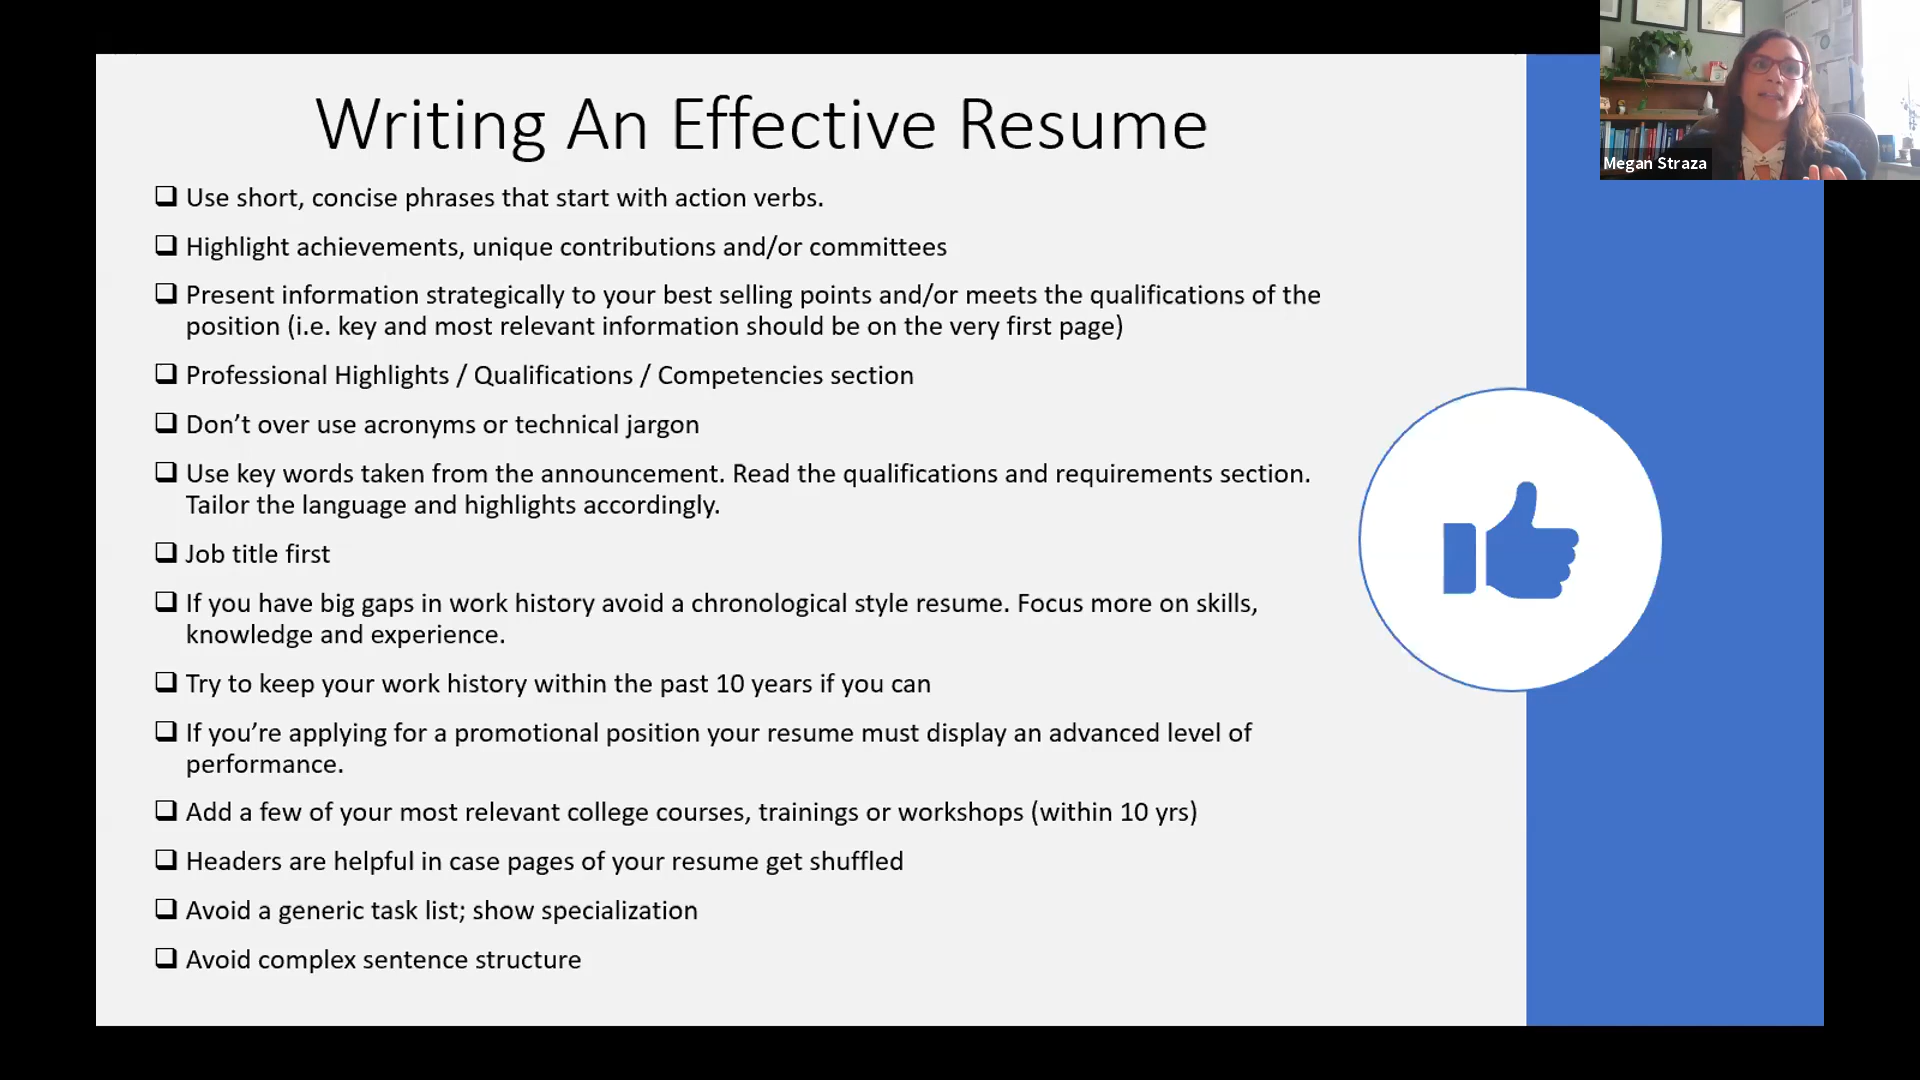 Writing An Effective Resume
Use short, concise phrases that start with action verbs.
Highlight achievements, unique contributions and/or committees
Present information strategically to your best selling points and/or meets the qualifications of the
position (i.e. key and most relevant information should be on the very first page)
Professional Highlights / Qualifications / Competencies section
Don’t over use acronyms or technical jargon
Use key words taken from the announcement. Read the qualifications and requirements section.
Tailor the language and highlights accordingly.
Job title first
If you have big gaps in work history avoid a chronological style resume. Focus more on skills,
knowledge and experience.
Try to keep your work history within the past 10 years if you can
If you’re applying for a promotional position your resume must display an advanced level of
performance.
Add a few of your most relevant college courses, trainings or workshops (within 10 yrs)
Headers are helpful in case pages of your resume get shuffled
Avoid a generic task list; show specialization
Avoid complex sentence structure
Megan Straza